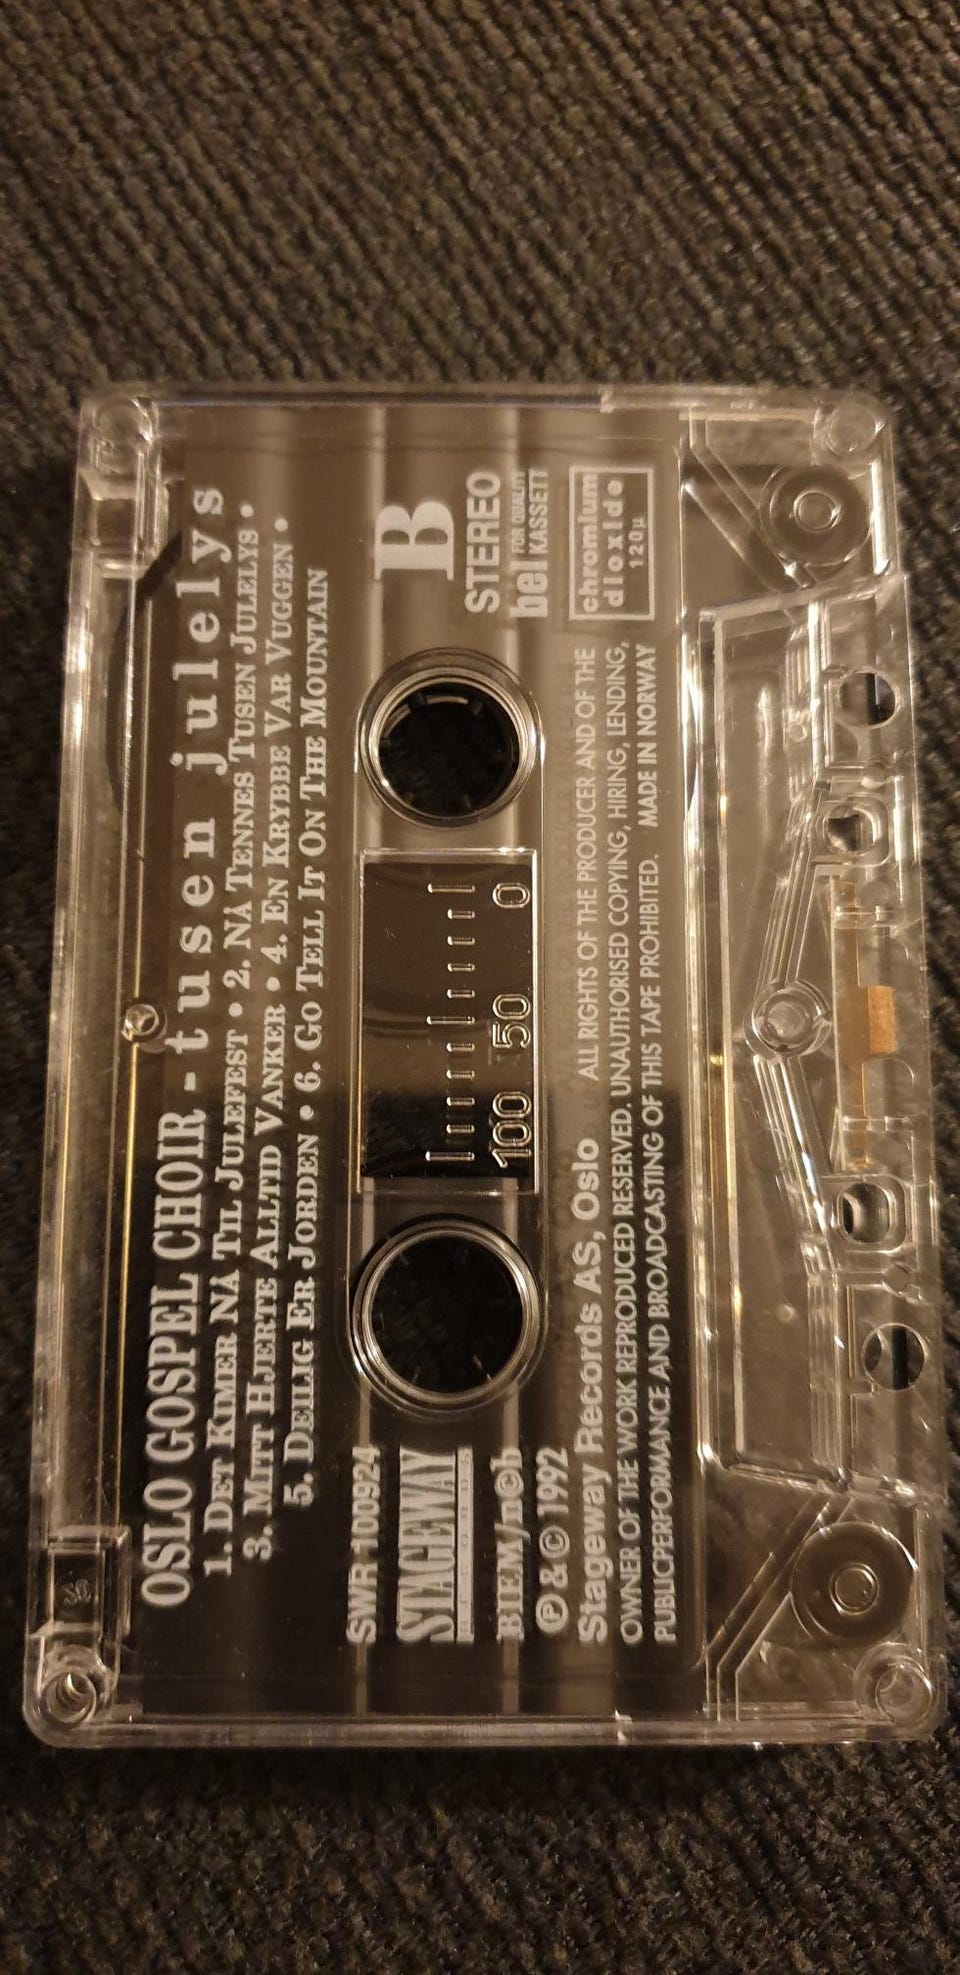 OSLO GOSPEL CHOIR - tusen julelys
1. DET KIMER NÅ TIL JULEFEST • 2. NÅ TENNES TUSEN JULELYS •
3. MITT HJERTE ALLTID VANKER • 4. EN KRYBBE VAR VUGGEN •
5. DEILIG ER JORDEN • 6. GO TELL IT ON THE MOUNTAIN
SWR 100924
STAGEWAY
RECORDS
BIEM/n©b
℗ & © 1992
100 50 0
B
STEREO
bel FOR QUALITY
KASSETT
chromium
dioxide
120µ
Stageway Records AS, Oslo ALL RIGHTS OF THE PRODUCER AND OF THE
OWNER OF THE WORK REPRODUCED RESERVED. UNAUTHORISED COPYING, HIRING, LENDING,
PUBLICPERFORMANCE AND BROADCASTING OF THIS TAPE PROHIBITED. MADE IN NORWAY